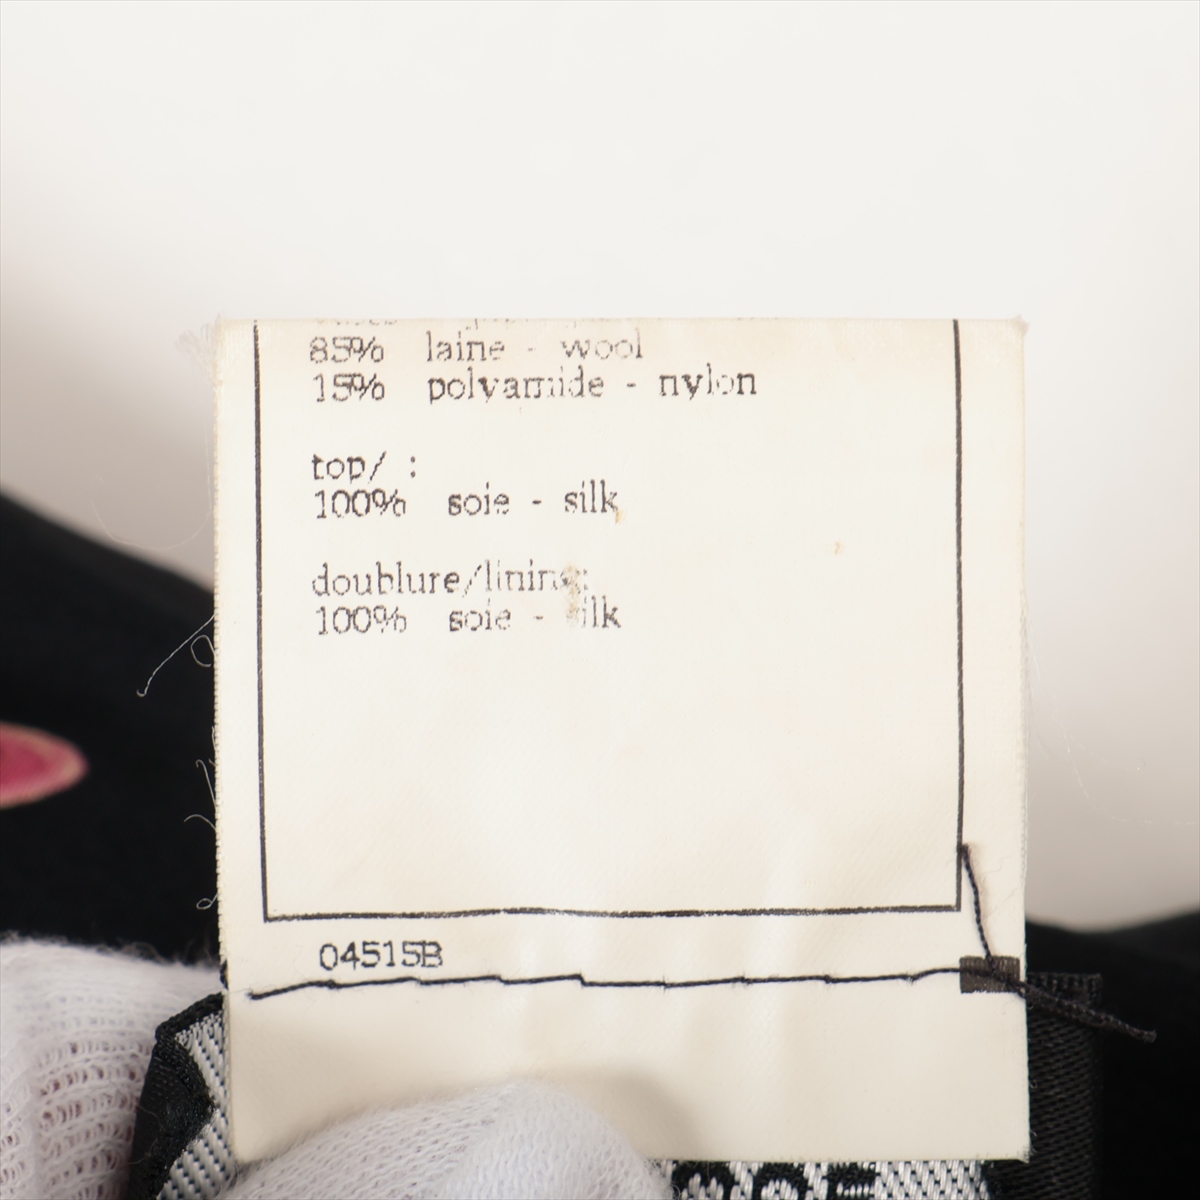 85% laine - wool
15% polyamide - nylon
top/ :
100% soie - silk
doublure/lining:
100% soie - silk
04515B